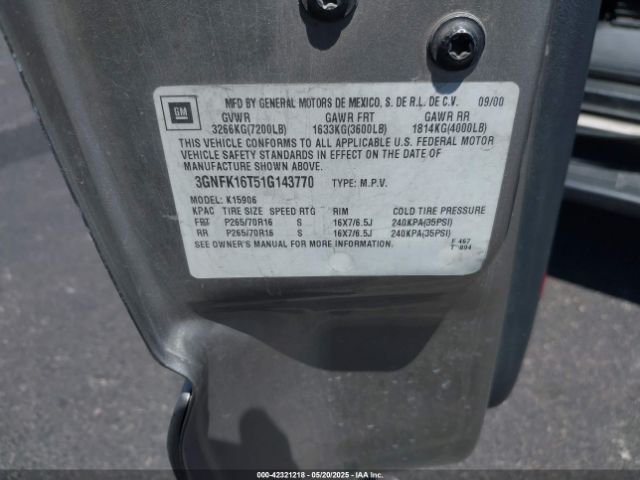 GM
MFD BY GENERAL MOTORS DE MEXICO, S. DE R.L. DE C.V. 09/00
GVWR GAWR FRT GAWR RR
3266KG(7200LB) 1633KG(3600LB) 1814KG(4000LB)
THIS VEHICLE CONFORMS TO ALL APPLICABLE U.S. FEDERAL MOTOR
VEHICLE SAFETY STANDARDS IN EFFECT ON THE DATE OF
MANUFACTURE SHOWN ABOVE.
3GNFK16T51G143770 TYPE: M.P.V.
MODEL: K15906
KPAC TIRE SIZE SPEED RTG RIM COLD TIRE PRESSURE
FRT P265/70R16 S 16X7/6.5J 240KPA(35PSI)
RR P265/70R16 S 16X7/6.5J 240KPA(35PSI)
SEE OWNER'S MANUAL FOR MORE INFORMATION.
F 467
T 094
000-42321218 - 05/20/2025 - IAAI.COM